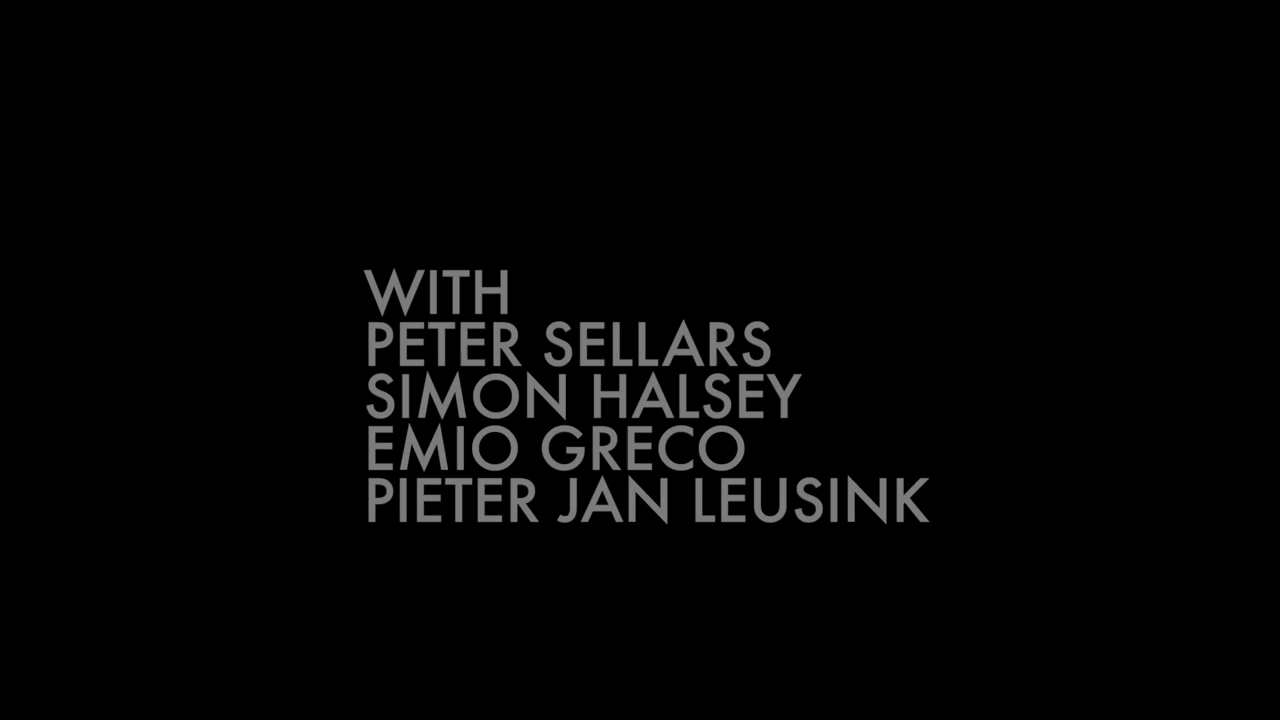 WITH
PETER SELLARS
SIMON HALSEY
EMIO GRECO
PIETER JAN LEUSINK